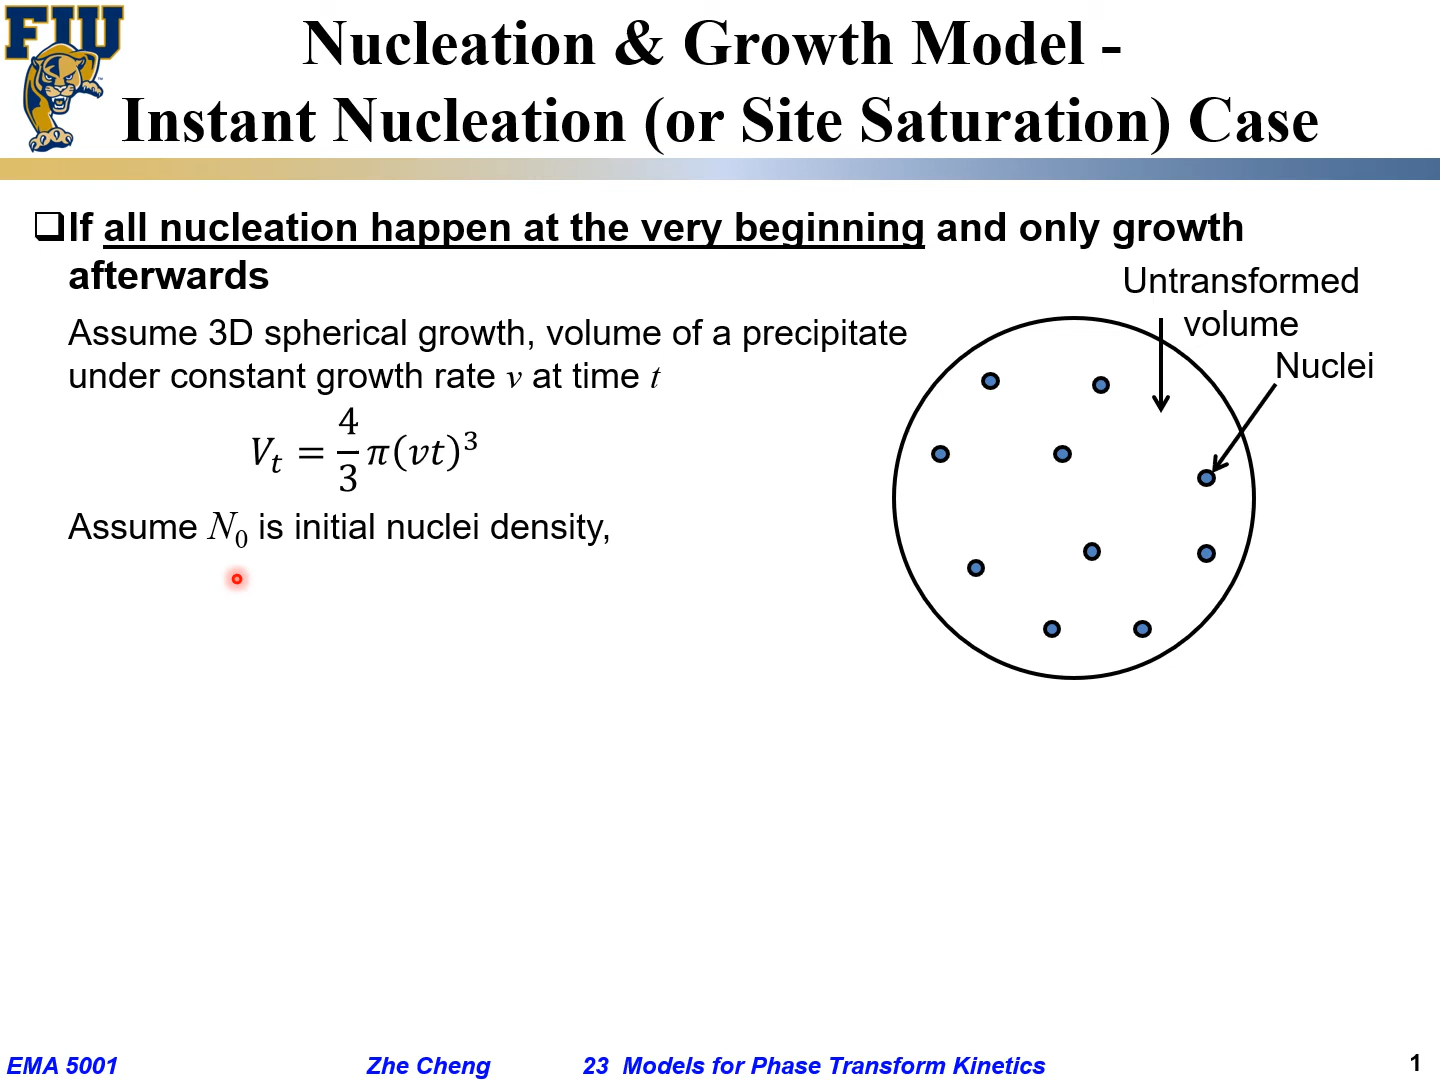 FIU
Nucleation & Growth Model -
Instant Nucleation (or Site Saturation) Case
If all nucleation happen at the very beginning and only growth
afterwards
Untransformed
volume
Nuclei
Assume 3D spherical growth, volume of a precipitate
under constant growth rate v at time t
V_t = 4/3 π(vt)^3
Assume N_0 is initial nuclei density,
EMA 5001 Zhe Cheng 23 Models for Phase Transform Kinetics 1